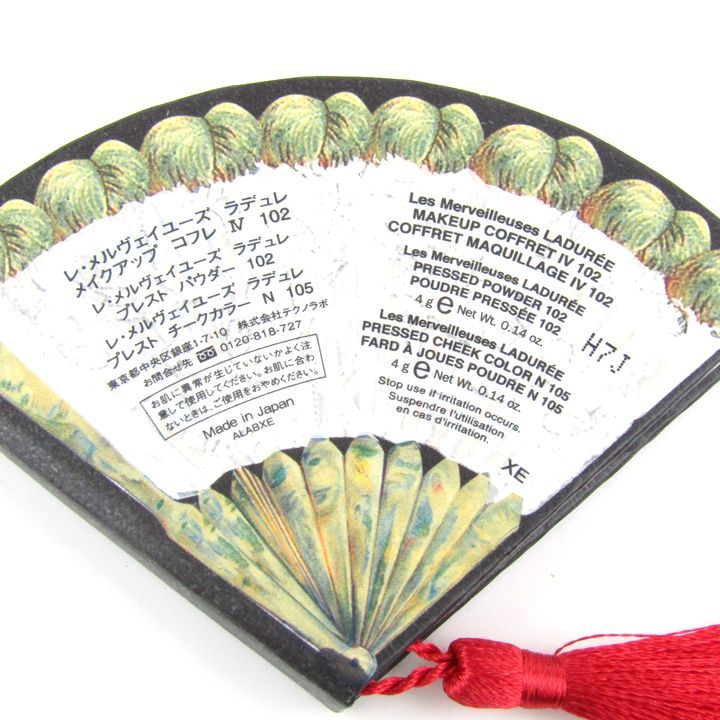 レ・メルヴェイユーズ ラデュレ
メイクアップ コフレ Ⅳ 102
レ・メルヴェイユーズ ラデュレ
プレスト パウダー 102
レ・メルヴェイユーズ ラデュレ
プレスト チークカラー N 105
東京都中央区銀座1-7-10 株式会社テクノラボ
お問合せ先 0120-818-727
お肌に異常が生じていないかよく注
意して使用してください。お肌に合わ
ないときは、ご使用をおやめください。
Made in Japan
ALABXE
Les Merveilleuses LADURÉE
MAKEUP COFFRET IV 102
COFFRET MAQUILLAGE IV 102
Les Merveilleuses LADURÉE
PRESSED POWDER 102
POUDRE PRESSÉE 102
4 g ℮ Net Wt. 0.14 oz.
Les Merveilleuses LADURÉE
PRESSED CHEEK COLOR N 105
FARD À JOUES POUDRE N 105
4 g ℮ Net Wt. 0.14 oz.
Stop use if irritation occurs.
Suspendre l'utilisation
en cas d'irritation.
H7J
XE